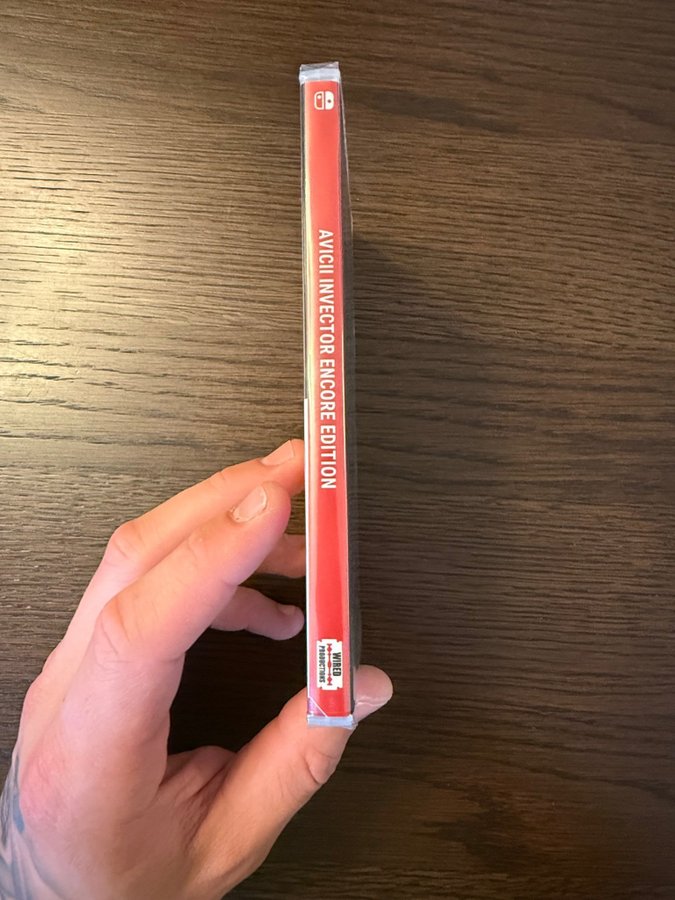 AVICII INVECTOR ENCORE EDITION
WIRED
PRODUCTIONS